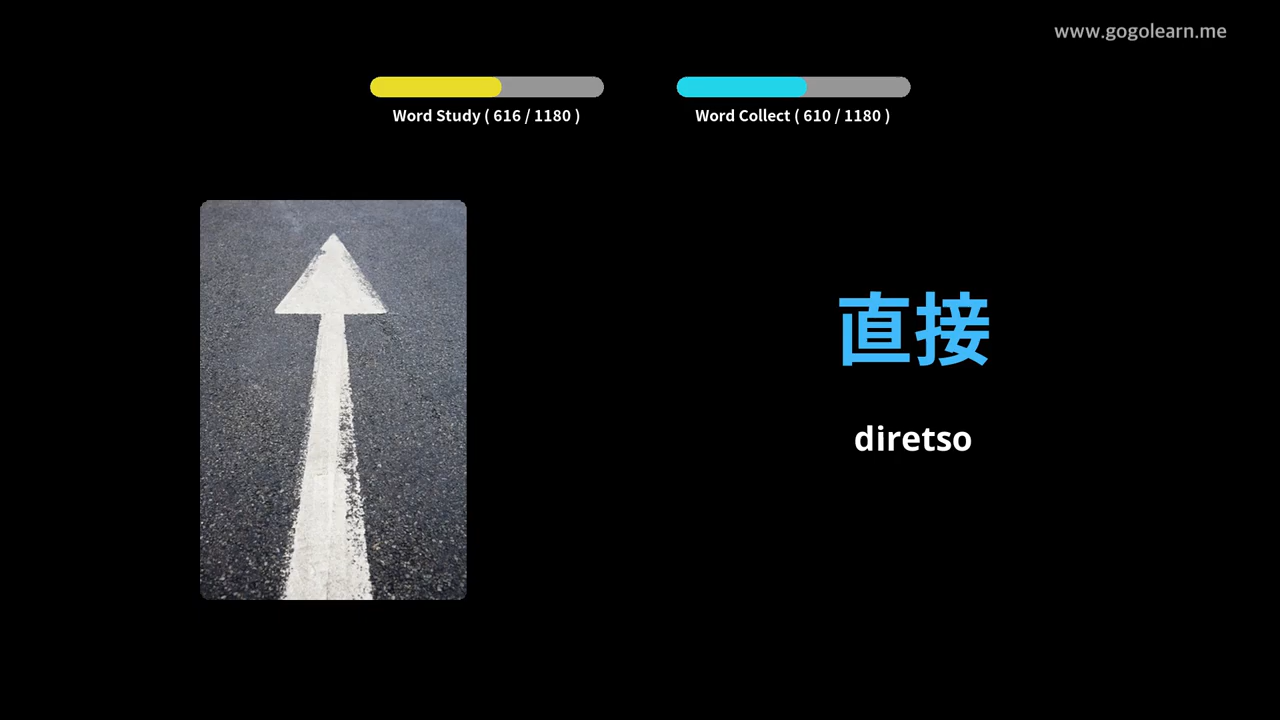 www.gogolearn.me
Word Study ( 616 / 1180 )
Word Collect ( 610 / 1180 )
直接
diretso